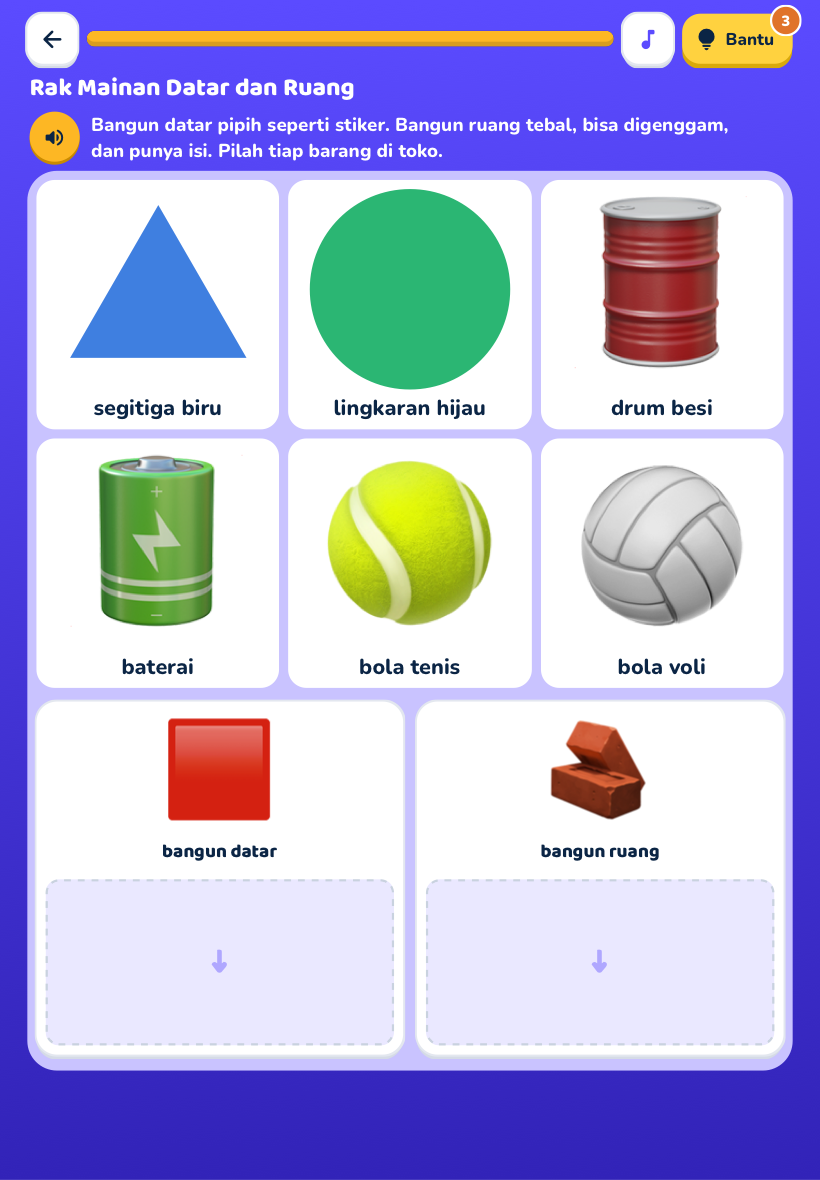 3
Bantu
Rak Mainan Datar dan Ruang
Bangun datar pipih seperti stiker. Bangun ruang tebal, bisa digenggam,
dan punya isi. Pilah tiap barang di toko.
segitiga biru
lingkaran hijau
drum besi
baterai
bola tenis
bola voli
bangun datar
bangun ruang